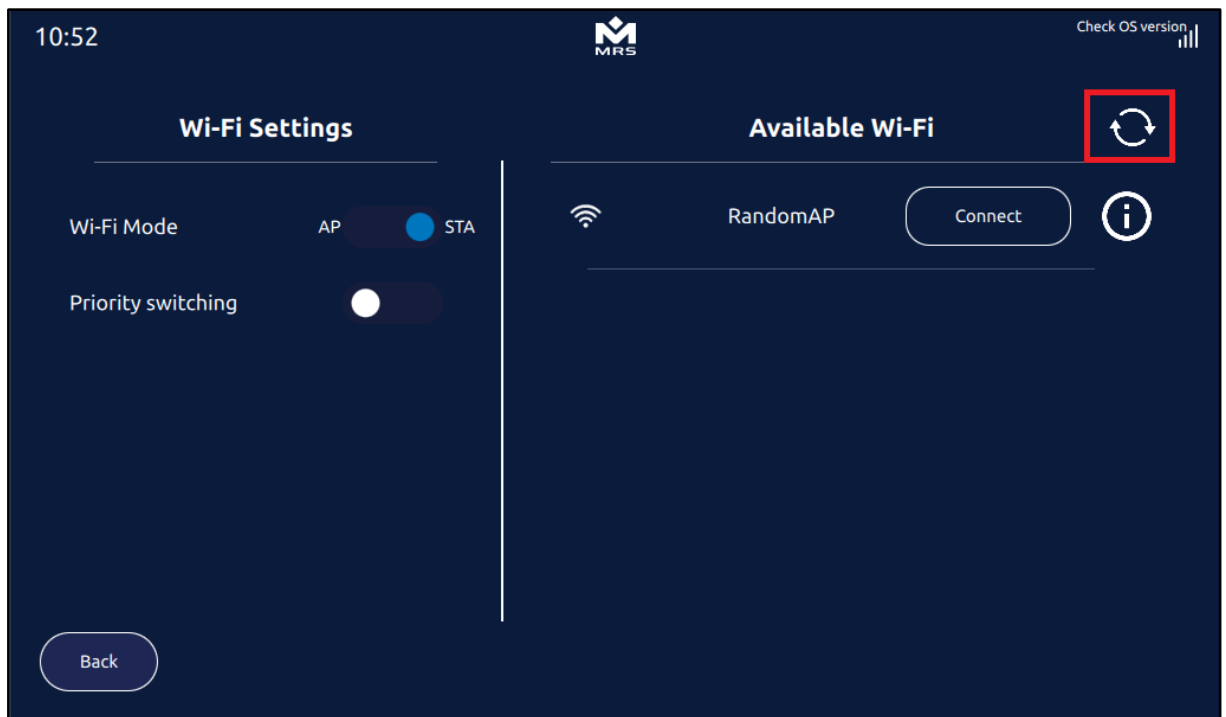 10:52
MRS
Check OS version
Wi-Fi Settings
Available Wi-Fi
Wi-Fi Mode
AP
STA
RandomAP
Connect
Priority switching
Back